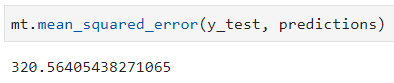 mt.mean_squared_error(y_test, predictions)
320.56405438271065